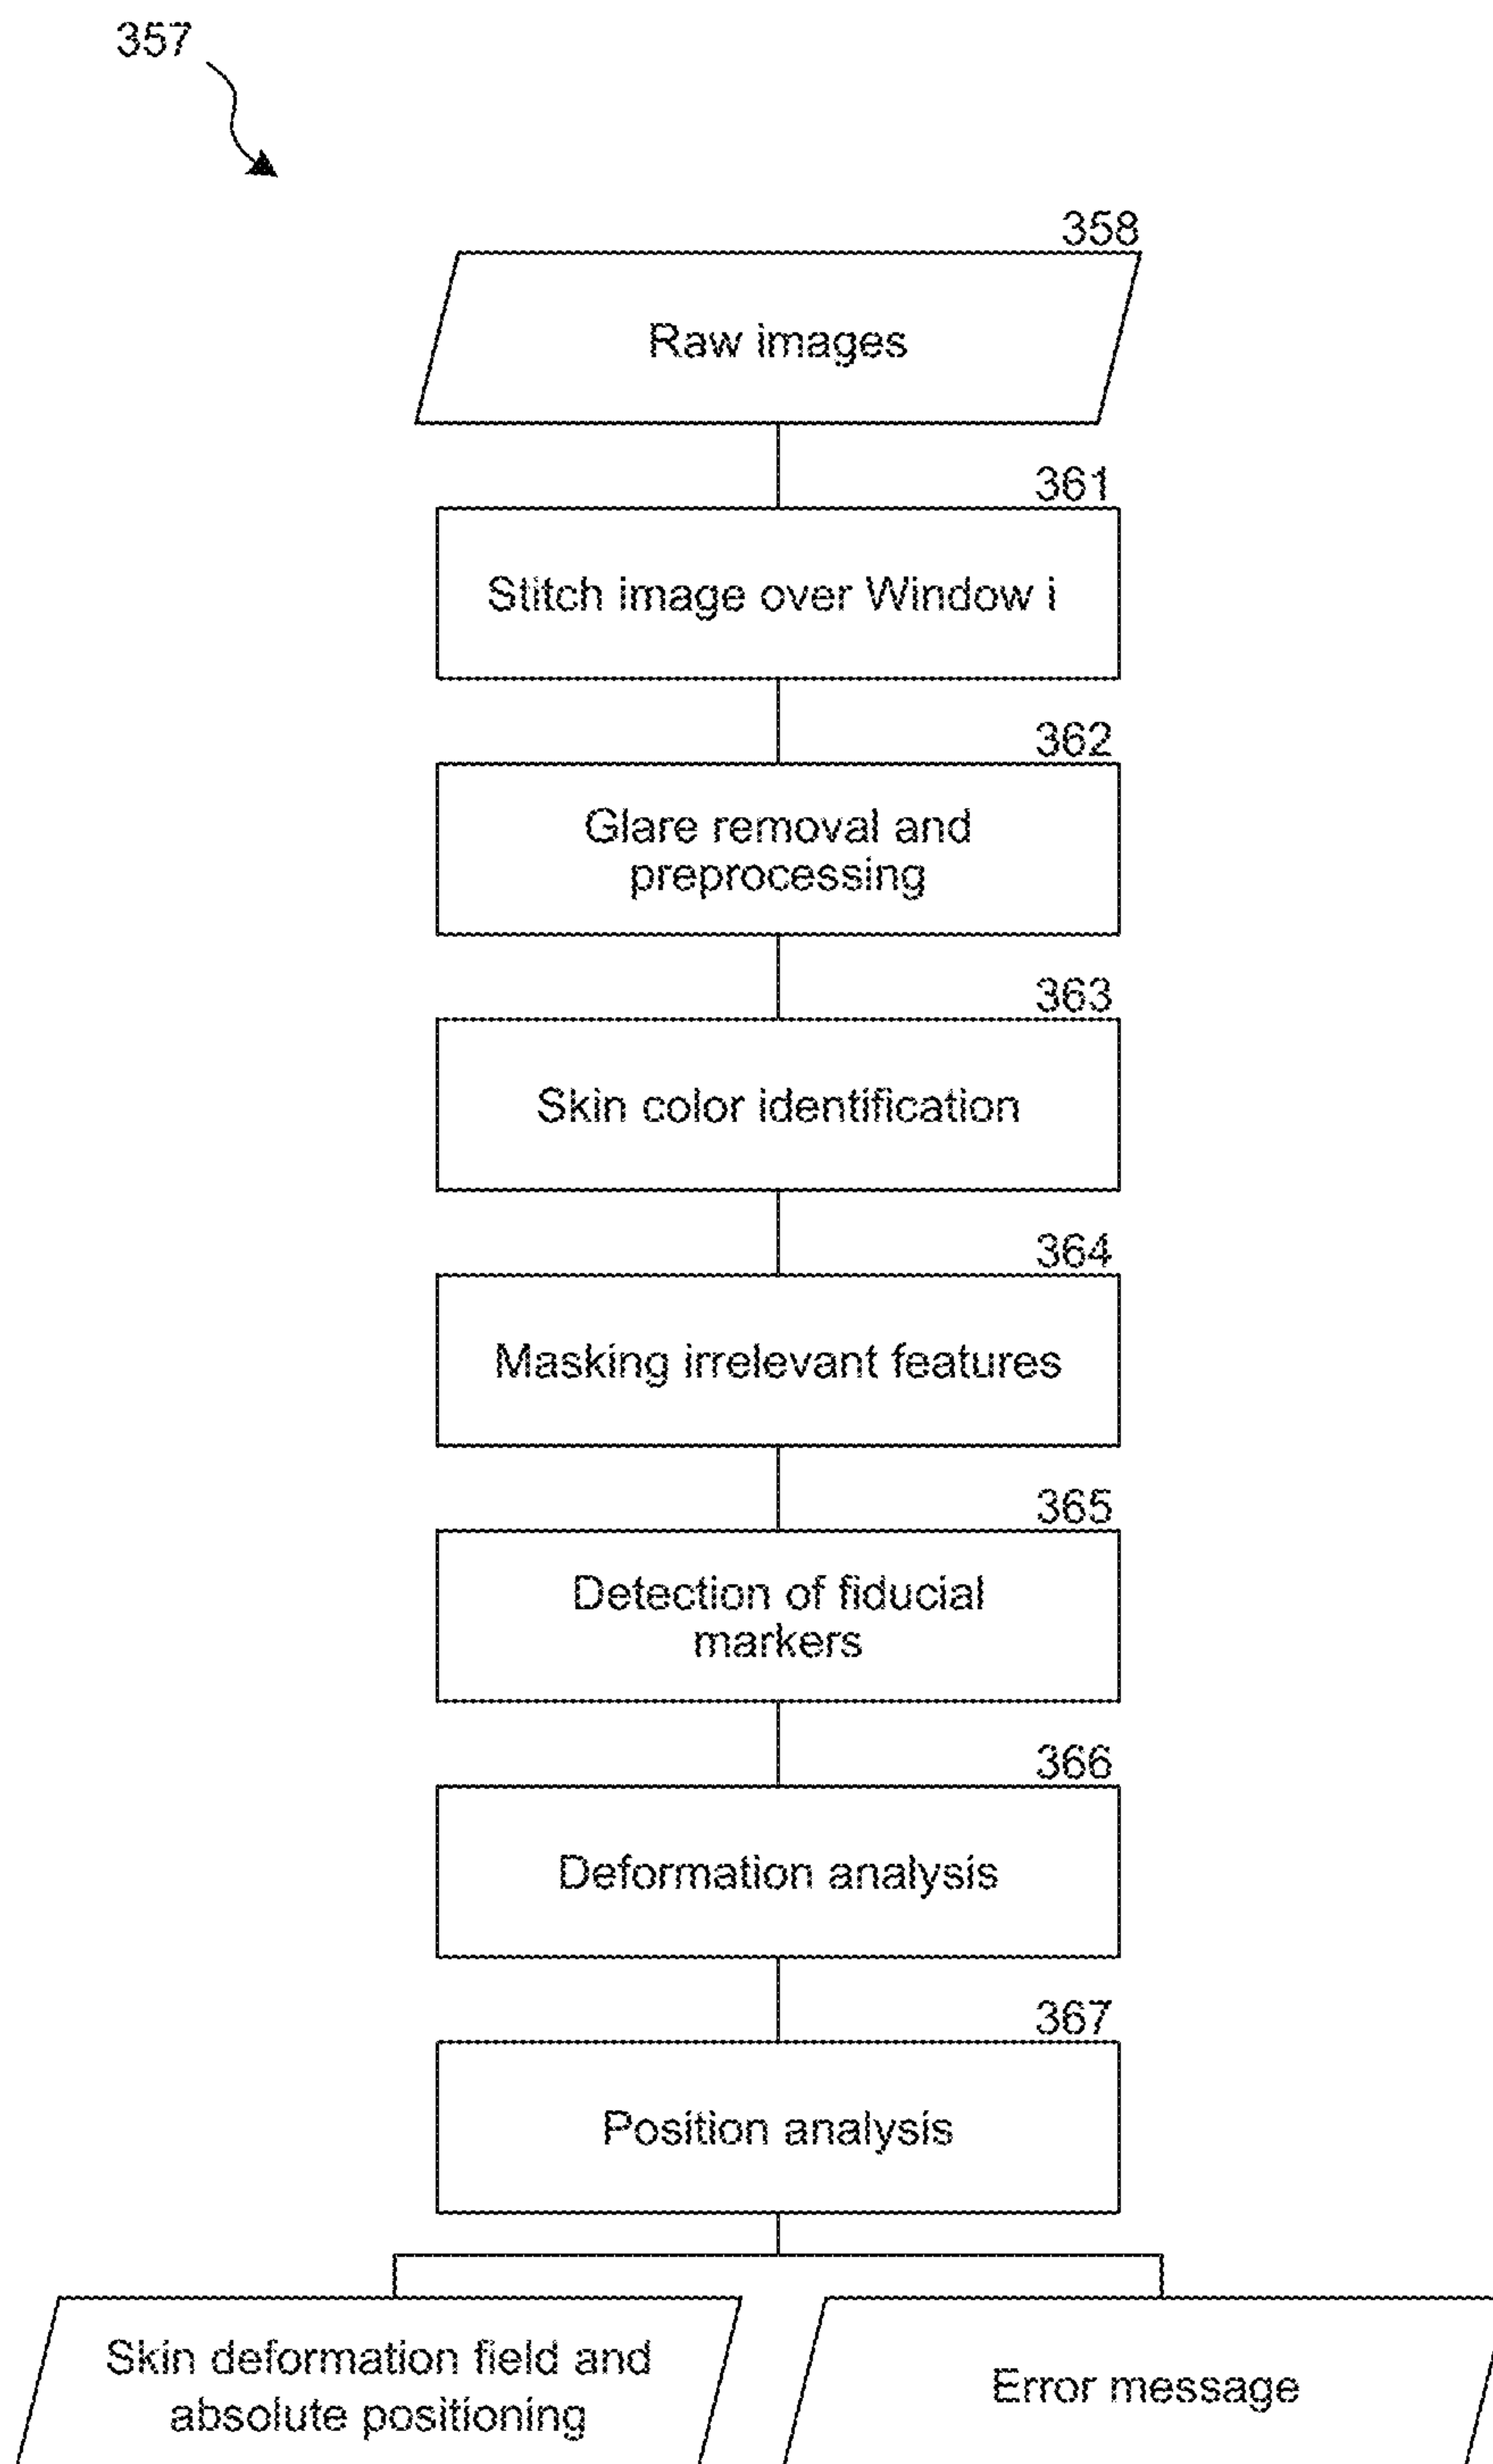 357
358
Raw images
361
Stitch image over Window i
362
Glare removal and
preprocessing
363
Skin color identification
364
Masking irrelevant features
365
Detection of fiducial
markers
366
Deformation analysis
367
Position analysis
Skin deformation field and
absolute positioning
Error message